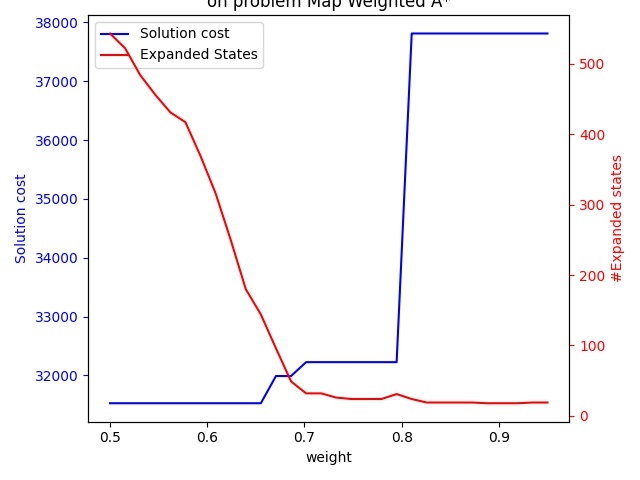 on problem Map Weighted A*
Solution cost
Expanded States
38000
37000
36000
35000
34000
33000
32000
Solution cost
500
400
300
200
100
0
#Expanded states
0.5 0.6 0.7 0.8 0.9
weight